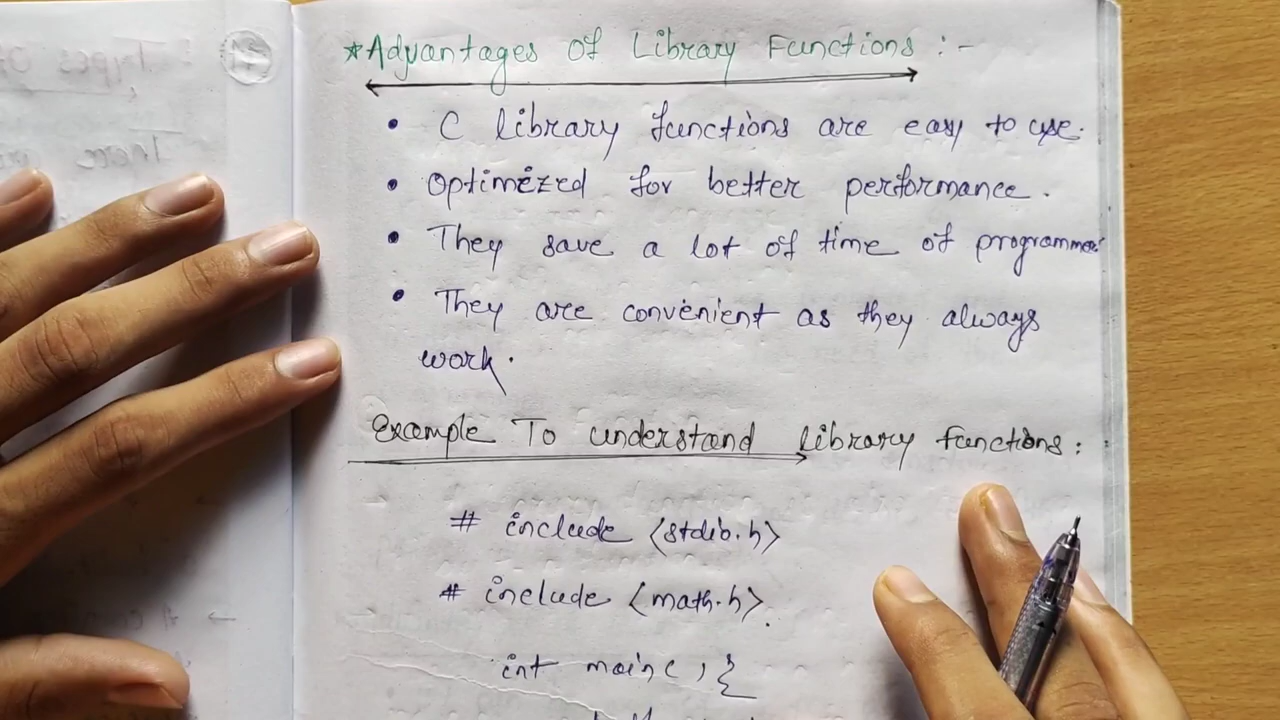 *Advantages Of Library Functions :-
• C library functions are easy to use.
• Optimized for better performance.
• They save a lot of time of programmer
• They are convenient as they always
work.
Example To understand library functions:
# include <stdib.h>
# include <math.h>.
int main( ) {